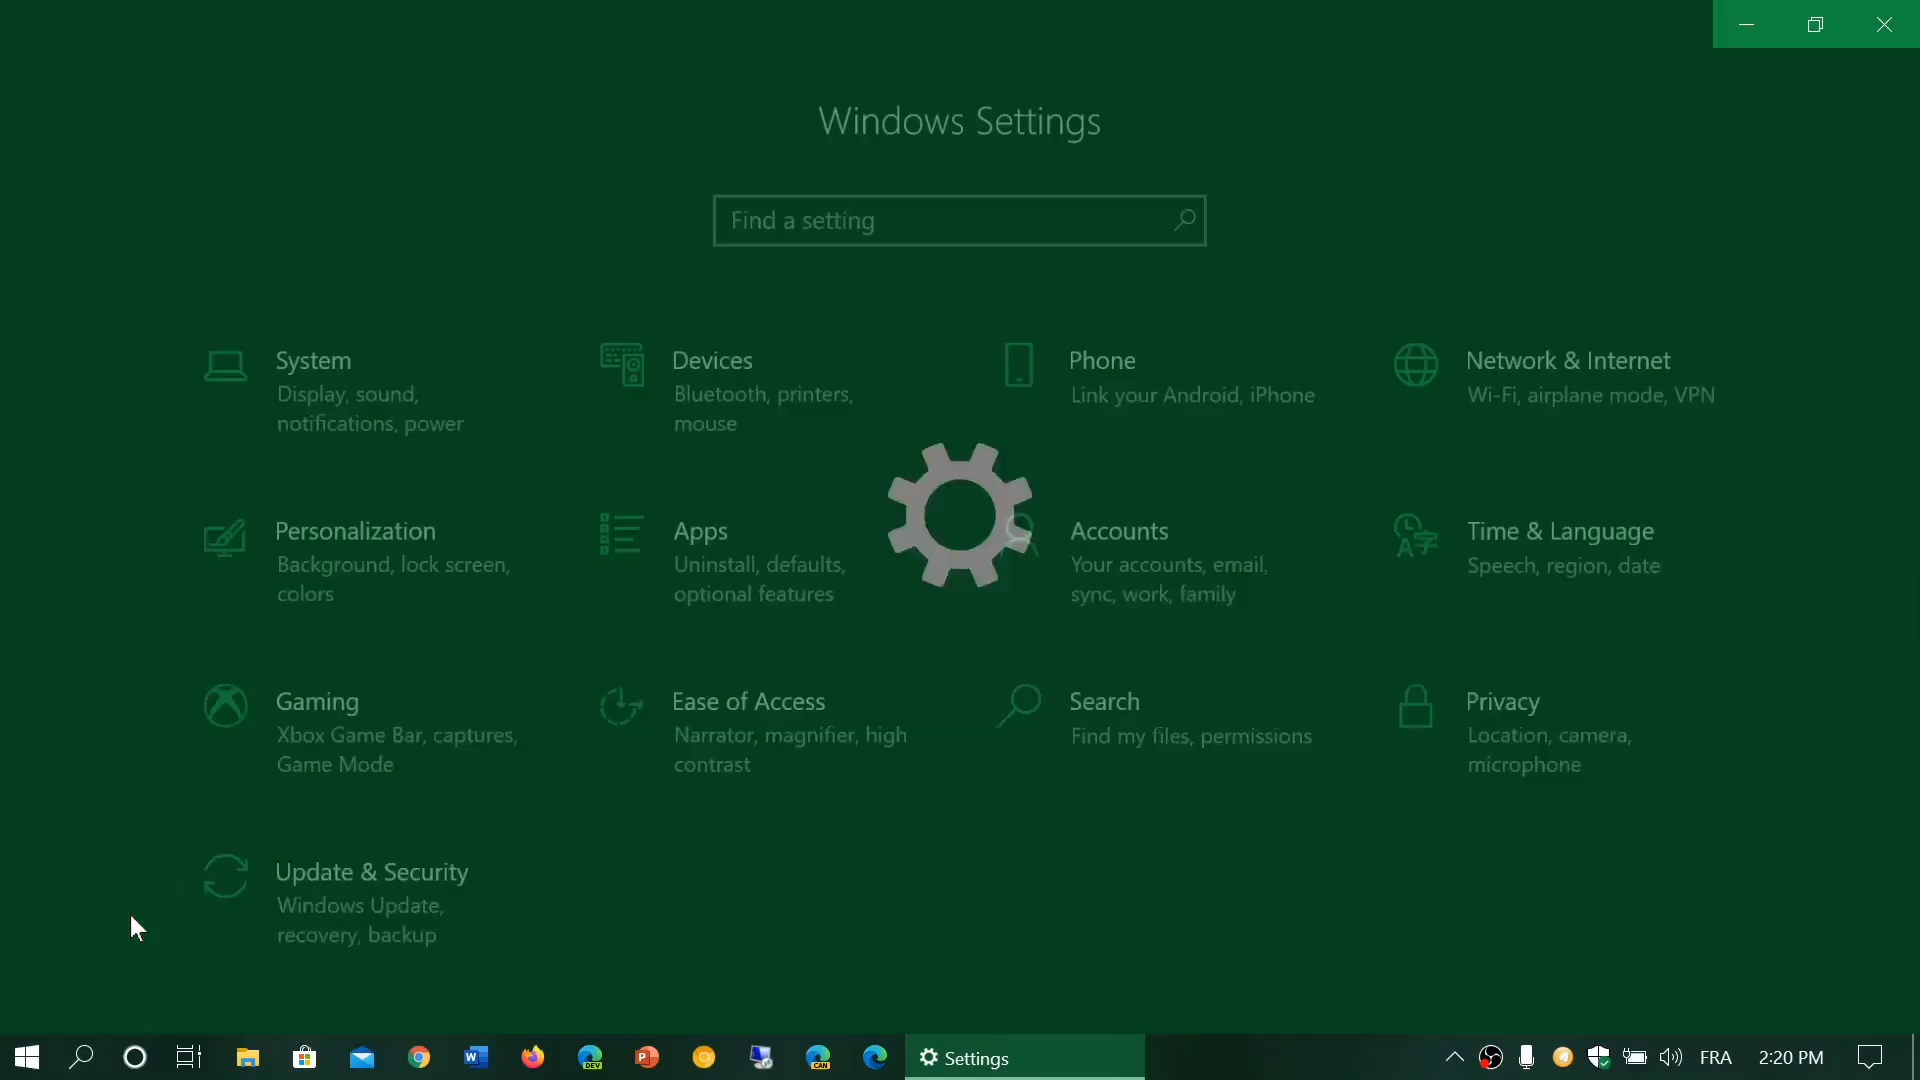 Windows Settings
Find a setting
System
Display, sound,
notifications, power
Devices
Bluetooth, printers,
mouse
Phone
Link your Android, iPhone
Network & Internet
Wi-Fi, airplane mode, VPN
Personalization
Background, lock screen,
colors
Apps
Uninstall, defaults,
optional features
Accounts
Your accounts, email,
sync, work, family
Time & Language
Speech, region, date
Gaming
Xbox Game Bar, captures,
Game Mode
Ease of Access
Narrator, magnifier, high
contrast
Search
Find my files, permissions
Privacy
Location, camera,
microphone
Update & Security
Windows Update,
recovery, backup
W DEV P CAN Settings FRA 2:20 PM